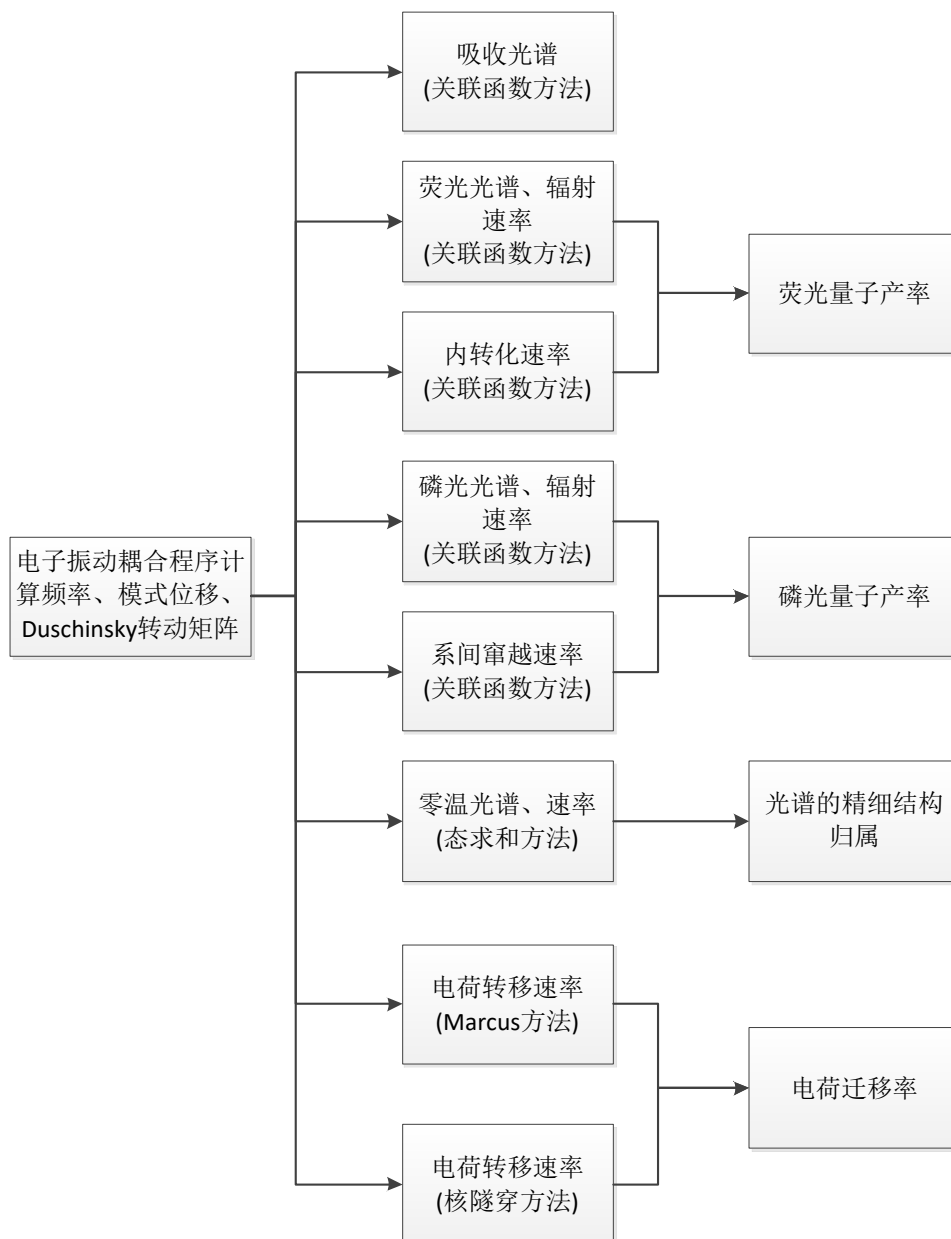 吸收光谱
(关联函数方法)
荧光光谱、辐射
速率
(关联函数方法)
荧光量子产率
内转化速率
(关联函数方法)
磷光光谱、辐射
速率
(关联函数方法)
电子振动耦合程序计
算频率、模式位移、
Duschinsky转动矩阵
磷光量子产率
系间窜越速率
(关联函数方法)
零温光谱、速率
(态求和方法)
光谱的精细结构
归属
电荷转移速率
(Marcus方法)
电荷迁移率
电荷转移速率
(核隧穿方法)